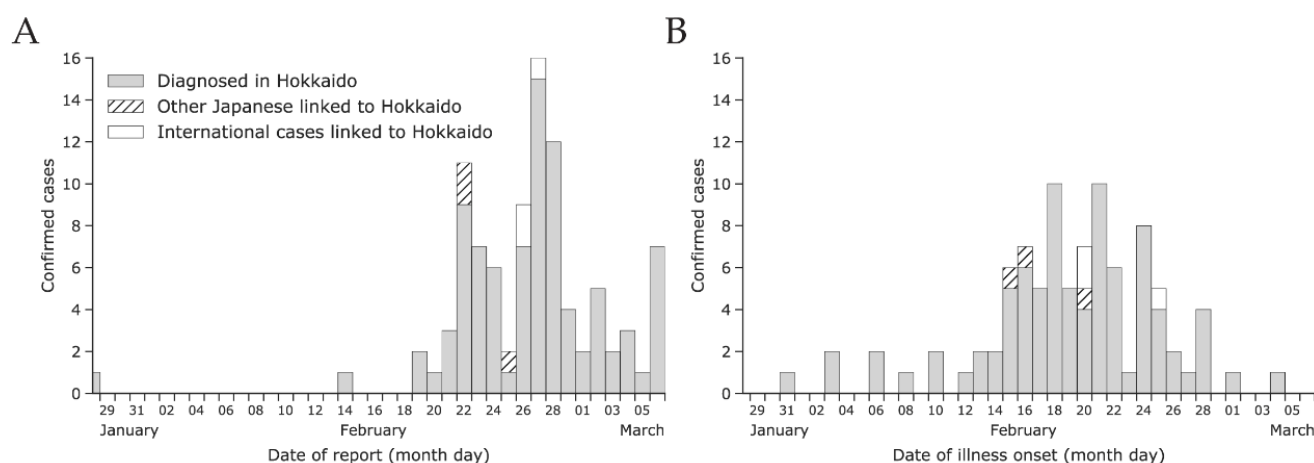 A
16
14
12
10
8
6
4
2
0
Confirmed cases
Diagnosed in Hokkaido
Other Japanese linked to Hokkaido
International cases linked to Hokkaido
29 31 02 04 06 08 10 12 14 16 18 20 22 24 26 28 01 03 05
January February March
Date of report (month day)
B
16
14
12
10
8
6
4
2
0
Confirmed cases
29 31 02 04 06 08 10 12 14 16 18 20 22 24 26 28 01 03 05
January February March
Date of illness onset (month day)